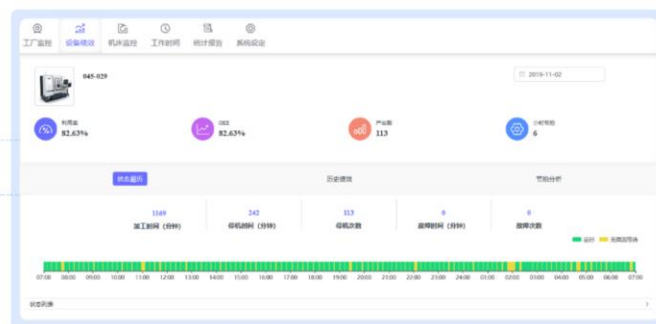 工厂监控 设备绩效 机床监控 工作时间 统计报告 系统设定
045-029
2019-11-02
利用率 OEE 产出数 小时节拍
82.63% 82.63% 113 6
状态遍历 历史绩效 节拍分析
1169 242 113 0 0
加工时间（分钟） 停机时间（分钟） 停机次数 故障时间（分钟） 故障次数
运行
07:00 08:00 09:00 10:00 11:00 12:00 13:00 14:00 15:00 16:00 17:00 18:00 19:00 20:00 21:00 22:00 23:00 24:00 01:00 02:00 03:00 04:00 05:00 06:00 07:00
状态列表